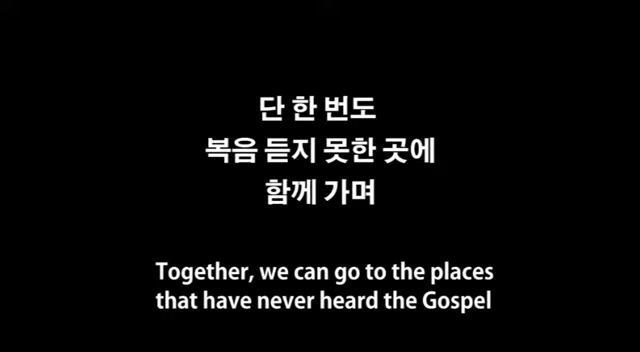 단 한 번도
복음 듣지 못한 곳에
함께 가며
Together, we can go to the places
that have never heard the Gospel